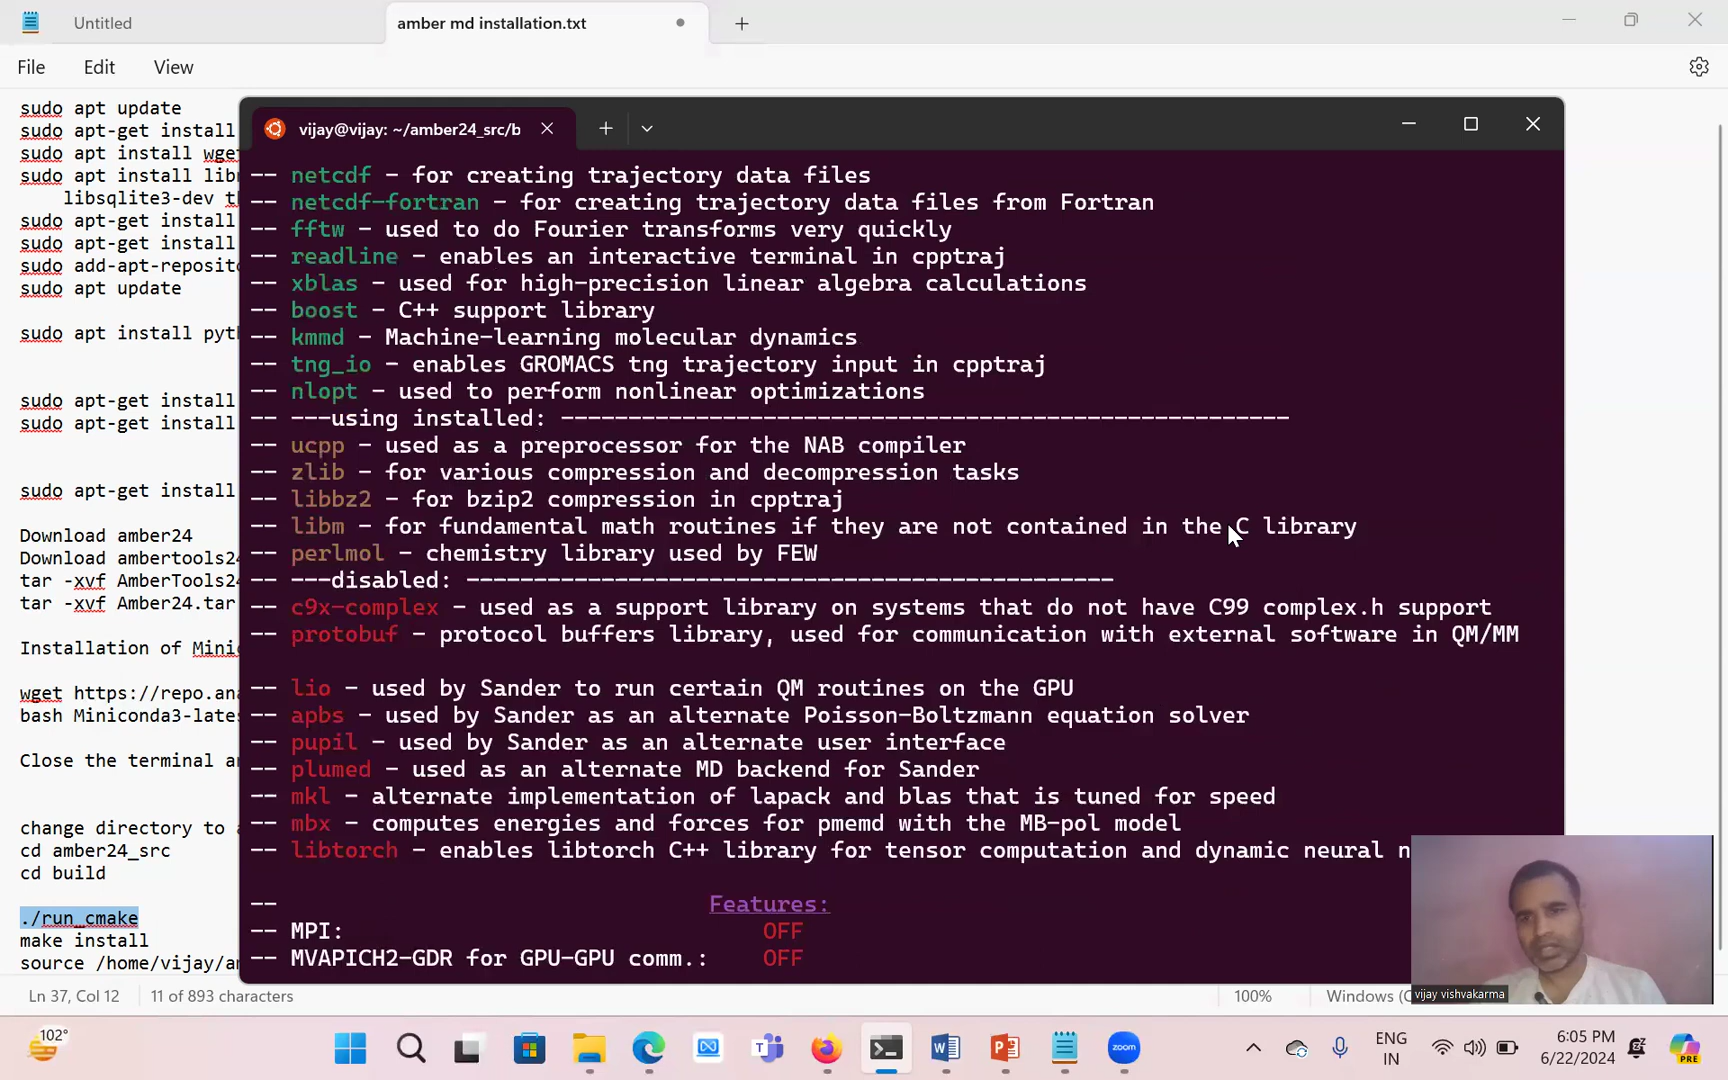 Untitled
amber md installation.txt
File Edit View
sudo apt update
sudo apt-get install
sudo apt install wget
sudo apt install
libsqlite3-dev
sudo apt-get install
sudo apt-get install
sudo
sudo apt update
sudo apt install
sudo apt-get install
sudo apt-get install
sudo apt-get install
Download amber24
Download ambertools24
tar -xvf AmberTools24
tar -xvf Amber24.tar
Installation of
wget
bash
Close the terminal
change directory to
cd amber24_src
cd build
./run_cmake
make install
source
vijay@vijay: ~/amber24_src/b
-- netcdf - for creating trajectory data files
-- netcdf-fortran - for creating trajectory data files from Fortran
-- fftw - used to do Fourier transforms very quickly
-- readline - enables an interactive terminal in cpptraj
-- xblas - used for high-precision linear algebra calculations
-- boost - C++ support library
-- kmmd - Machine-learning molecular dynamics
-- tng_io - enables GROMACS tng trajectory input in cpptraj
-- nlopt - used to perform nonlinear optimizations
-- ---using installed: ------------------------------------------------------
-- ucpp - used as a preprocessor for the NAB compiler
-- zlib - for various compression and decompression tasks
-- libbz2 - for bzip2 compression in cpptraj
-- libm - for fundamental math routines if they are not contained in the C library
-- perlmol - chemistry library used by FEW
-- ---disabled: ------------------------------------------------
-- c9x-complex - used as a support library on systems that do not have C99 complex.h support
-- protobuf - protocol buffers library, used for communication with external software in QM/MM
-- lio - used by Sander to run certain QM routines on the GPU
-- apbs - used by Sander as an alternate Poisson-Boltzmann equation solver
-- pupil - used by Sander as an alternate user interface
-- plumed - used as an alternate MD backend for Sander
-- mkl - alternate implementation of lapack and blas that is tuned for speed
-- mbx - computes energies and forces for pmemd with the MB-pol model
-- libtorch - enables libtorch C++ library for tensor computation and dynamic neural n
-- Features:
-- MPI: OFF
-- MVAPICH2-GDR for GPU-GPU comm.: OFF
vijay vishvakarma
Ln 37, Col 12 11 of 893 characters 100% Windows (C
102°
zoom
ENG
IN
6:05 PM
6/22/2024
PRE